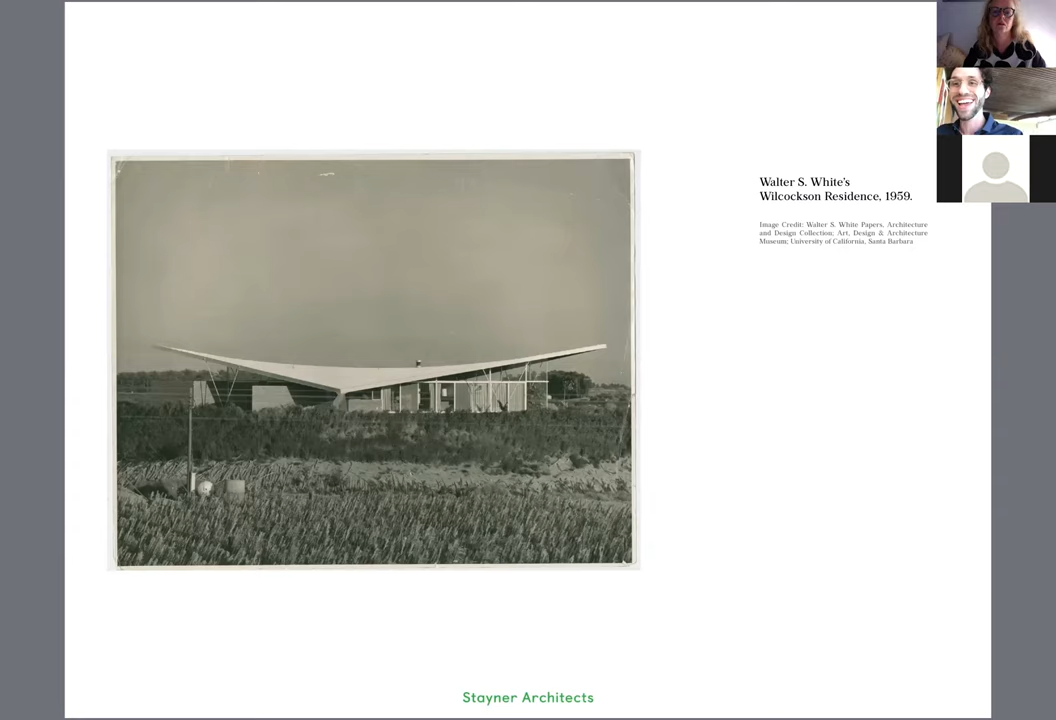 Walter S. White's
Wilcockson Residence, 1959.
Image Credit: Walter S. White Papers, Architecture
and Design Collection; Art, Design & Architecture
Museum; University of California, Santa Barbara
Stayner Architects